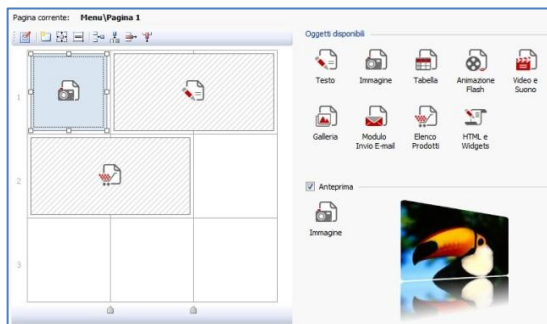 Pagina corrente: Menu\Pagina 1
Oggetti disponibili
Testo
Immagine
Tabella
Animazione
Flash
Video e
Suono
Galleria
Modulo
Invio E-mail
Elenco
Prodotti
HTML e
Widgets
1
2
3
Anteprima
Immagine